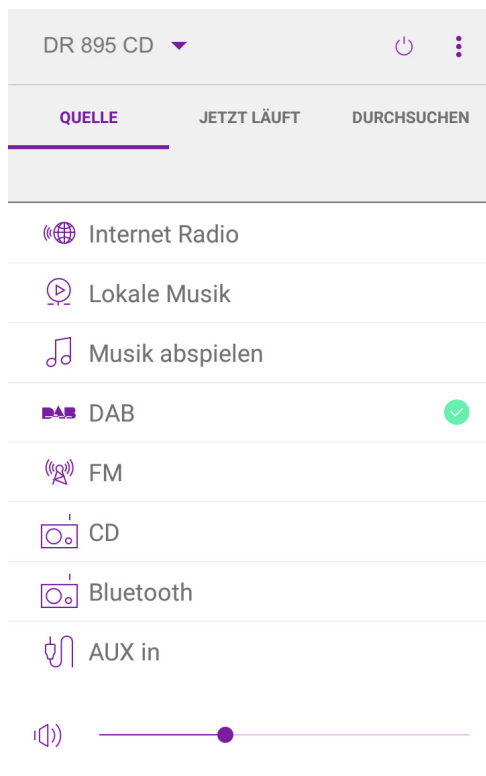 DR 895 CD
QUELLE JETZT LÄUFT DURCHSUCHEN
Internet Radio
Lokale Musik
Musik abspielen
DAB DAB
FM
CD
Bluetooth
AUX in